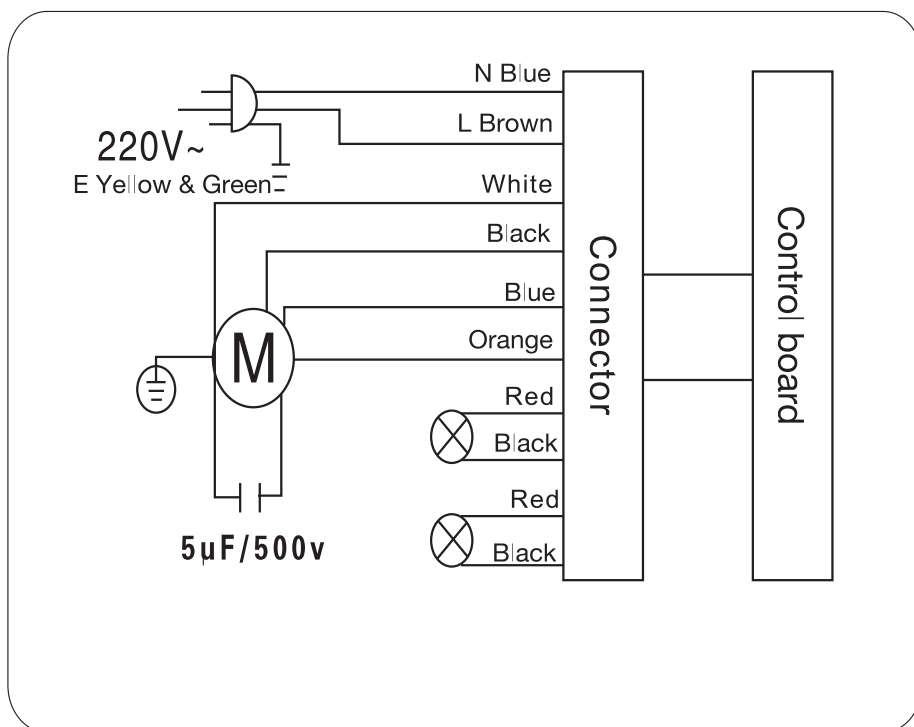 N Blue
L Brown
220V~
E Yellow & Green
White
Black
Blue
Orange
M
Red
Black
Red
Black
5µF/500v
Connector
Control board